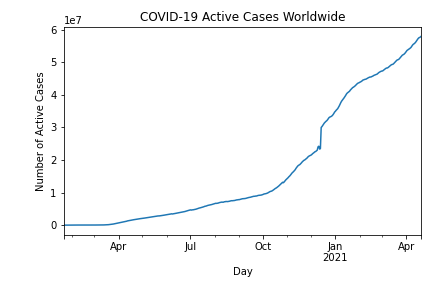 COVID-19 Active Cases Worldwide
1e7
6
5
4
3
2
1
0
Number of Active Cases
Apr
Jul
Oct
Jan
2021
Apr
Day